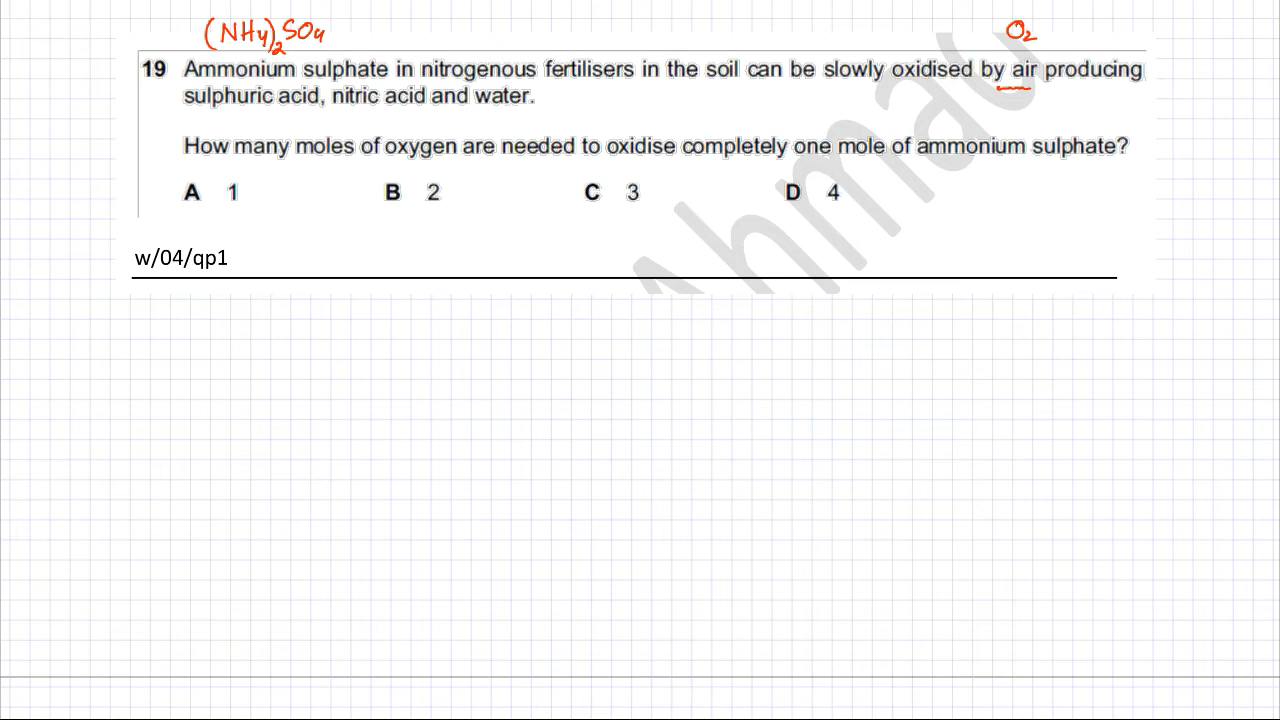 (NH4)2SO4 O2
19 Ammonium sulphate in nitrogenous fertilisers in the soil can be slowly oxidised by air producing
sulphuric acid, nitric acid and water.
How many moles of oxygen are needed to oxidise completely one mole of ammonium sulphate?
A 1 B 2 C 3 D 4
w/04/qp1
Ahmad